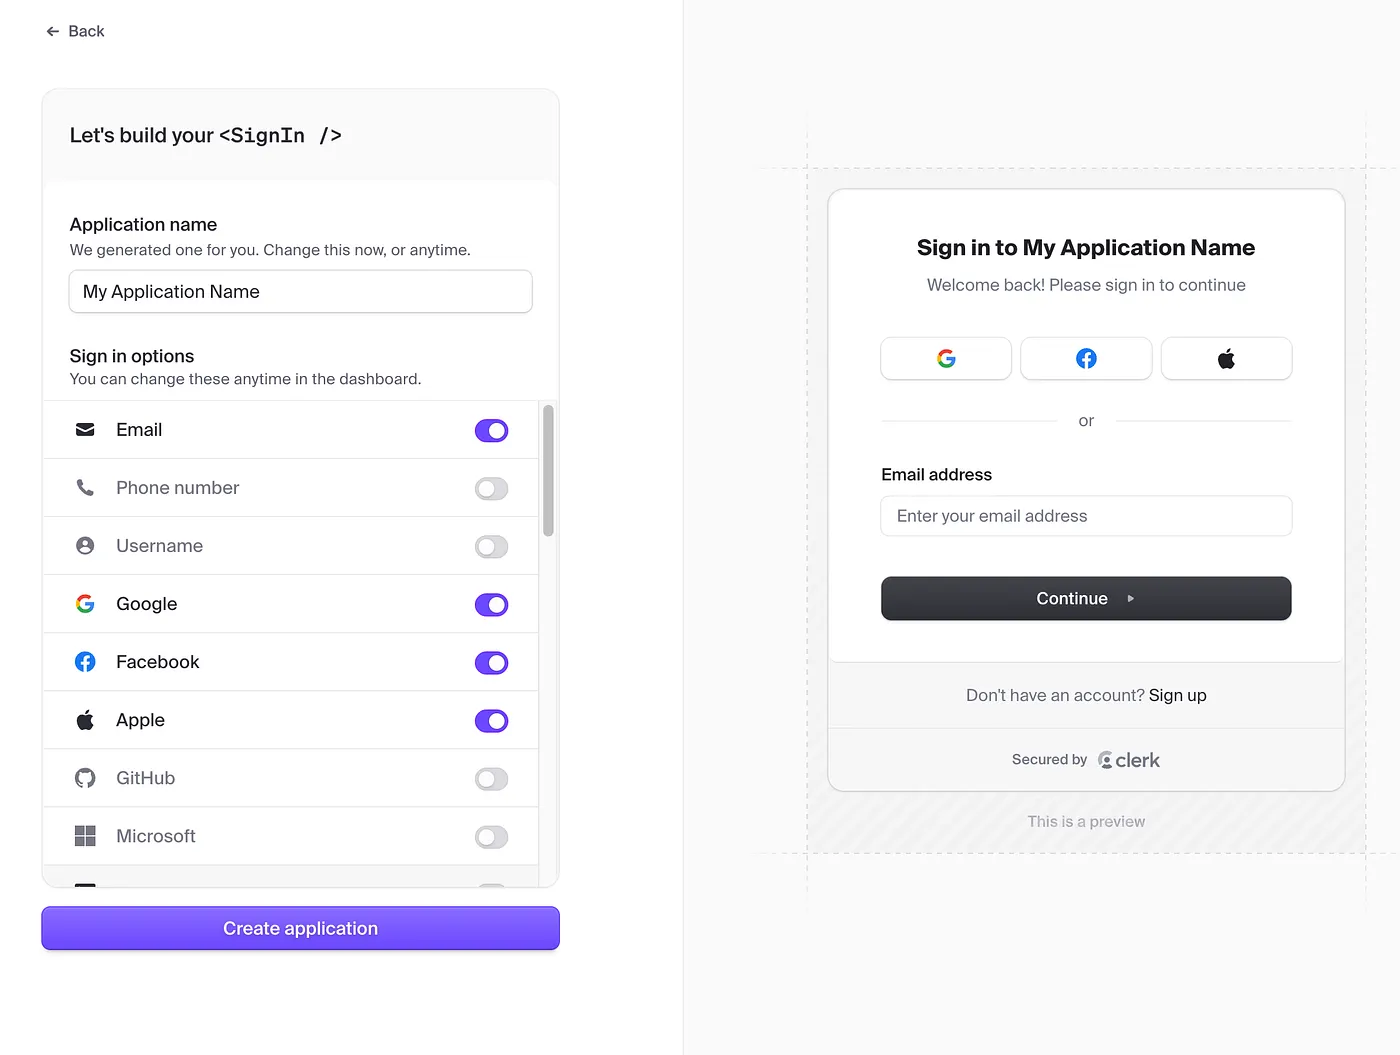 Back
Let's build your <SignIn />
Application name
We generated one for you. Change this now, or anytime.
My Application Name
Sign in options
You can change these anytime in the dashboard.
Email
Phone number
Username
Google
Facebook
Apple
GitHub
Microsoft
Create application
Sign in to My Application Name
Welcome back! Please sign in to continue
or
Email address
Enter your email address
Continue
Don't have an account? Sign up
Secured by clerk
This is a preview